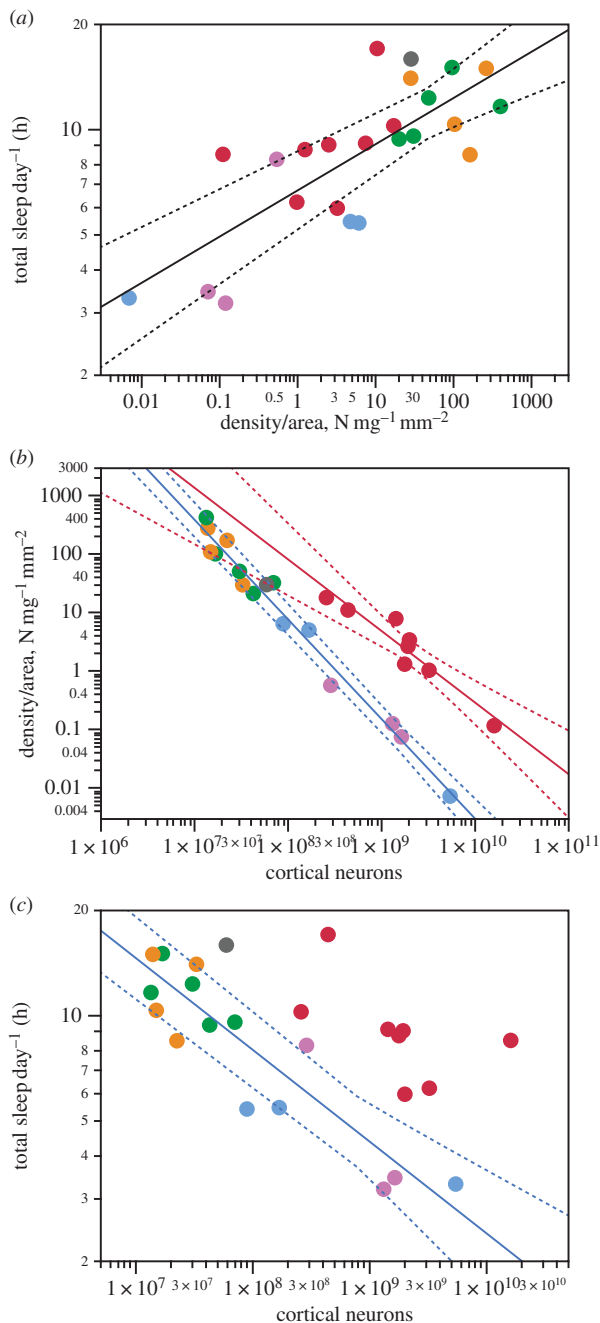 (a)
20
10
9
8
7
6
5
4
3
2
total sleep day⁻¹ (h)
0.01 0.1 0.5 1 3 5 10 30 100 1000
density/area, N mg⁻¹ mm⁻²
(b)
3000
1000
400
100
40
10
4
1
0.4
0.1
0.04
0.01
0.004
density/area, N mg⁻¹ mm⁻²
1 × 10⁶ 1 × 10⁷ 3 × 10⁷ 1 × 10⁸ 3 × 10⁸ 1 × 10⁹ 1 × 10¹⁰ 1 × 10¹¹
cortical neurons
(c)
20
10
8
7
6
5
4
3
2
total sleep day⁻¹ (h)
1 × 10⁷ 3 × 10⁷ 1 × 10⁸ 3 × 10⁸ 1 × 10⁹ 3 × 10⁹ 1 × 10¹⁰ 3 × 10¹⁰
cortical neurons